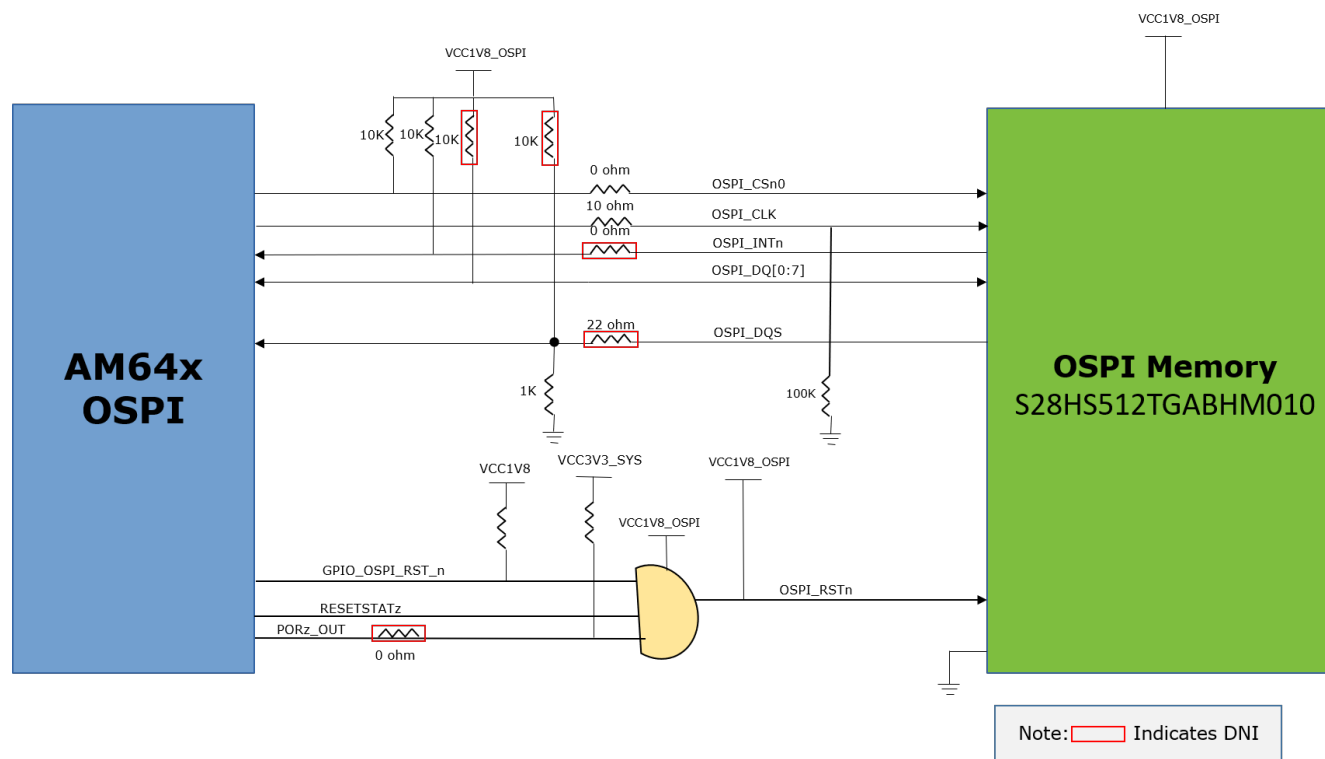 VCC1V8_OSPI
VCC1V8_OSPI
10K
10K
10K
10K
0 ohm
OSPI_CSn0
10 ohm
OSPI_CLK
0 ohm
OSPI_INTn
OSPI_DQ[0:7]
22 ohm
OSPI_DQS
AM64x
OSPI
1K
100K
OSPI Memory
S28HS512TGABHM010
VCC1V8
VCC3V3_SYS
VCC1V8_OSPI
VCC1V8_OSPI
GPIO_OSPI_RST_n
OSPI_RSTn
RESETSTATz
PORz_OUT
0 ohm
Note: Indicates DNI